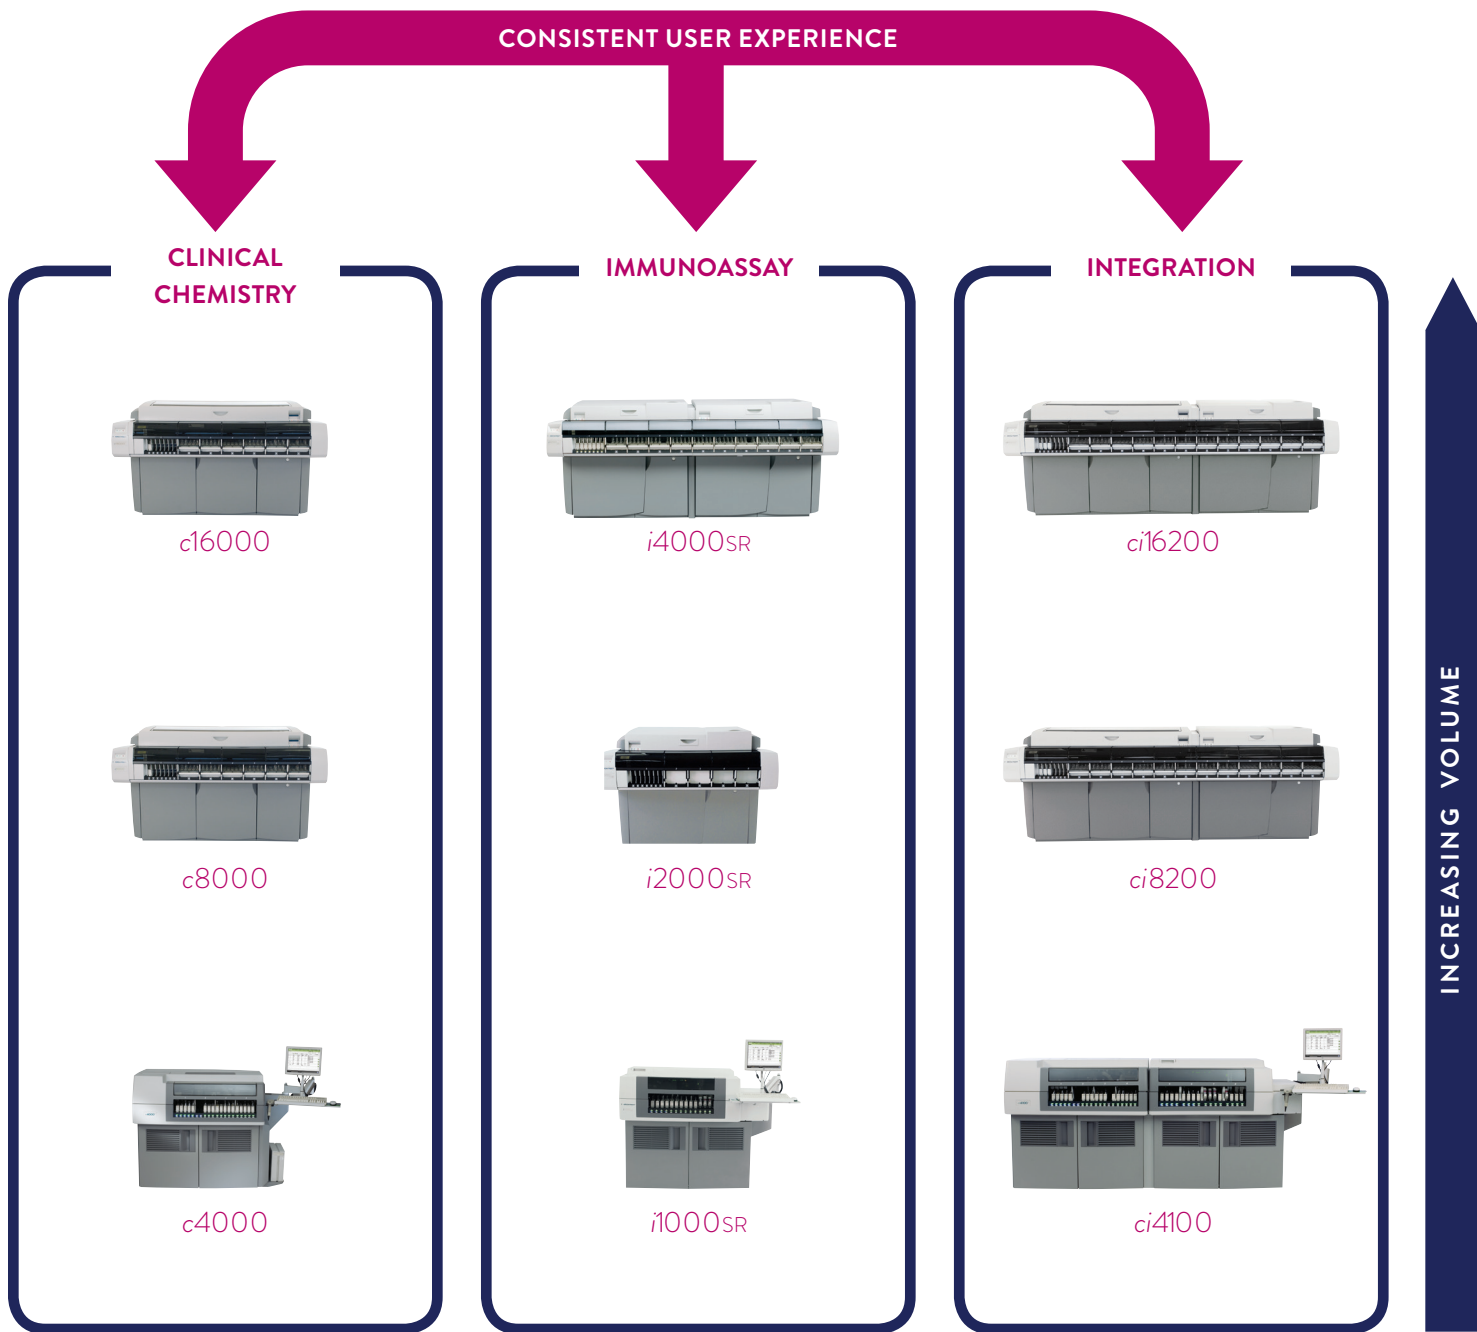 CONSISTENT USER EXPERIENCE
CLINICAL
CHEMISTRY
IMMUNOASSAY
INTEGRATION
c16000
i4000SR
ci16200
c8000
i2000SR
ci8200
c4000
i1000SR
ci4100
INCREASING VOLUME